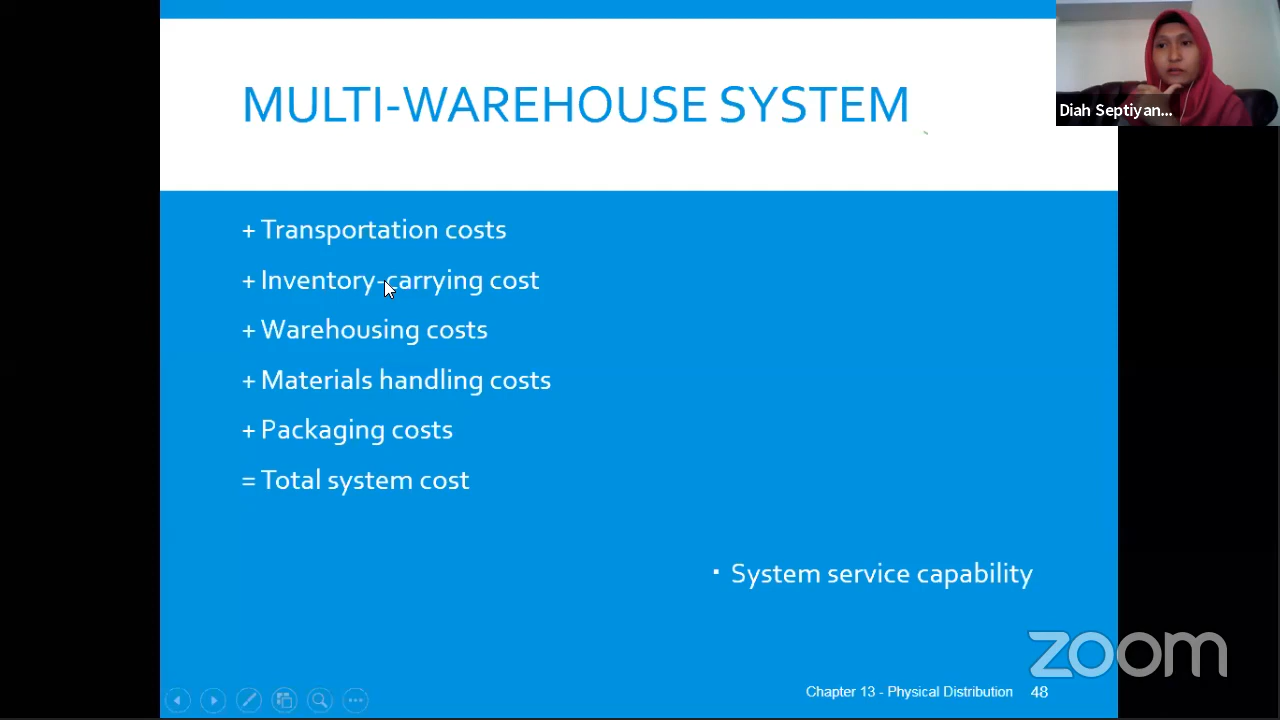 MULTI-WAREHOUSE SYSTEM
Diah Septiyan...
+ Transportation costs
+ Inventory-carrying cost
+ Warehousing costs
+ Materials handling costs
+ Packaging costs
= Total system cost
▪ System service capability
zoom
Chapter 13 - Physical Distribution 48